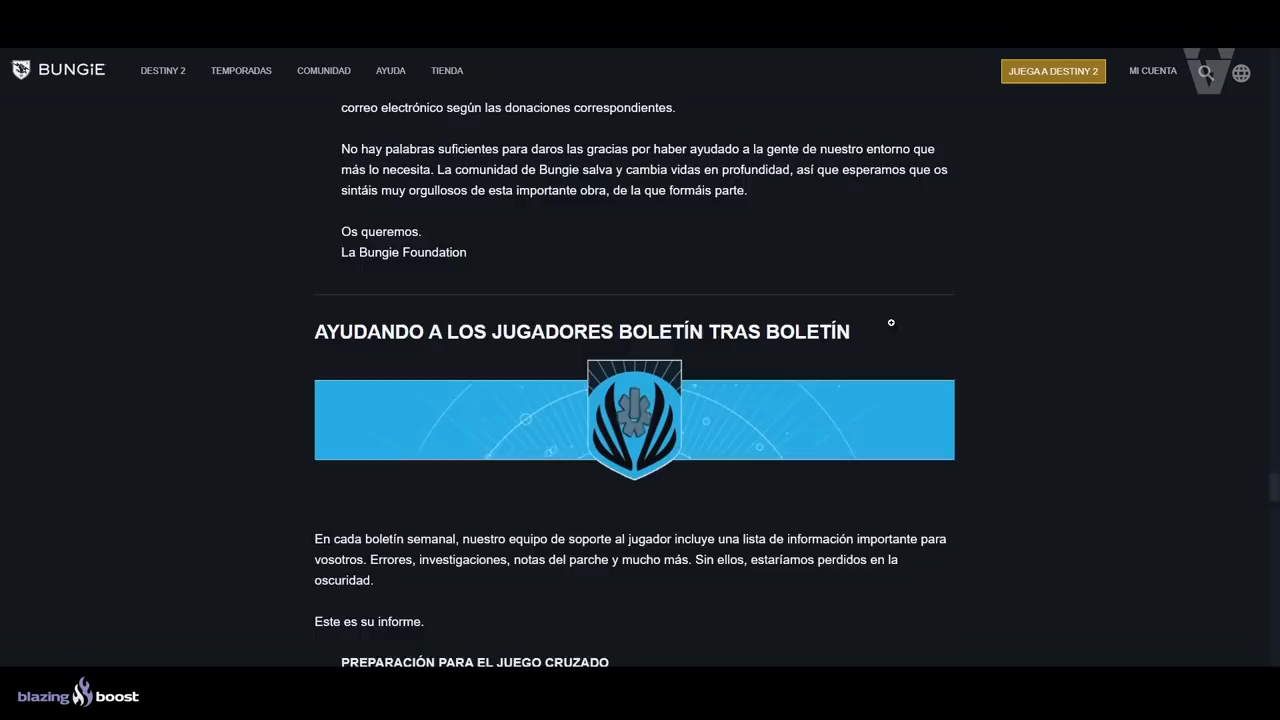 BUNGiE
DESTINY 2 TEMPORADAS COMUNIDAD AYUDA TIENDA JUEGA A DESTINY 2 MI CUENTA
correo electrónico según las donaciones correspondientes.
No hay palabras suficientes para daros las gracias por haber ayudado a la gente de nuestro entorno que
más lo necesita. La comunidad de Bungie salva y cambia vidas en profundidad, así que esperamos que os
sintáis muy orgullosos de esta importante obra, de la que formáis parte.
Os queremos.
La Bungie Foundation
AYUDANDO A LOS JUGADORES BOLETÍN TRAS BOLETÍN
En cada boletín semanal, nuestro equipo de soporte al jugador incluye una lista de información importante para
vosotros. Errores, investigaciones, notas del parche y mucho más. Sin ellos, estaríamos perdidos en la
oscuridad.
Este es su informe.
PREPARACIÓN PARA EL JUEGO CRUZADO
blazing boost